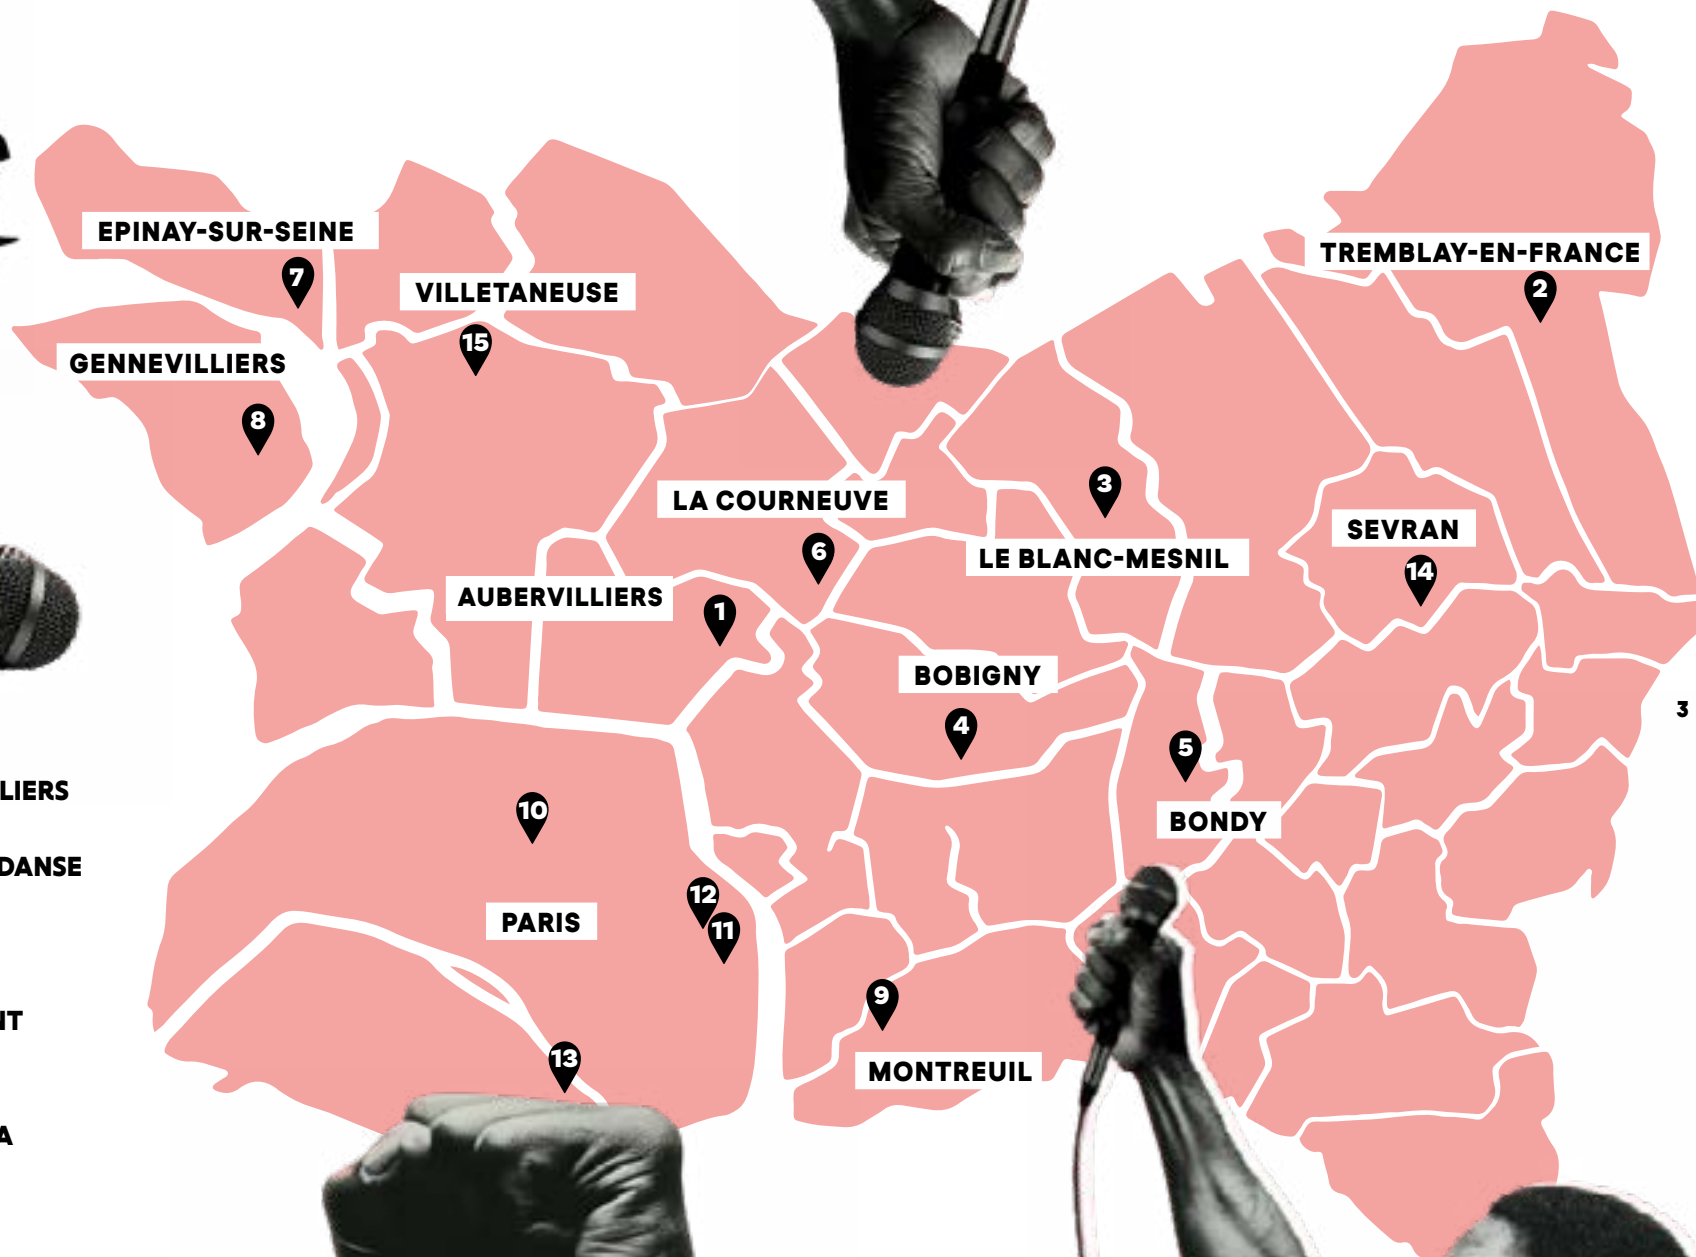 EPINAY-SUR-SEINE
7
TREMBLAY-EN-FRANCE
2
VILLETANEUSE
15
GENNEVILLIERS
8
3
LA COURNEUVE
6
LE BLANC-MESNIL
SEVRAN
14
AUBERVILLIERS
1
BOBIGNY
4
3
5
BONDY
LIERS
10
DANSE
12
11
PARIS
9
NT
13
MONTREUIL
A